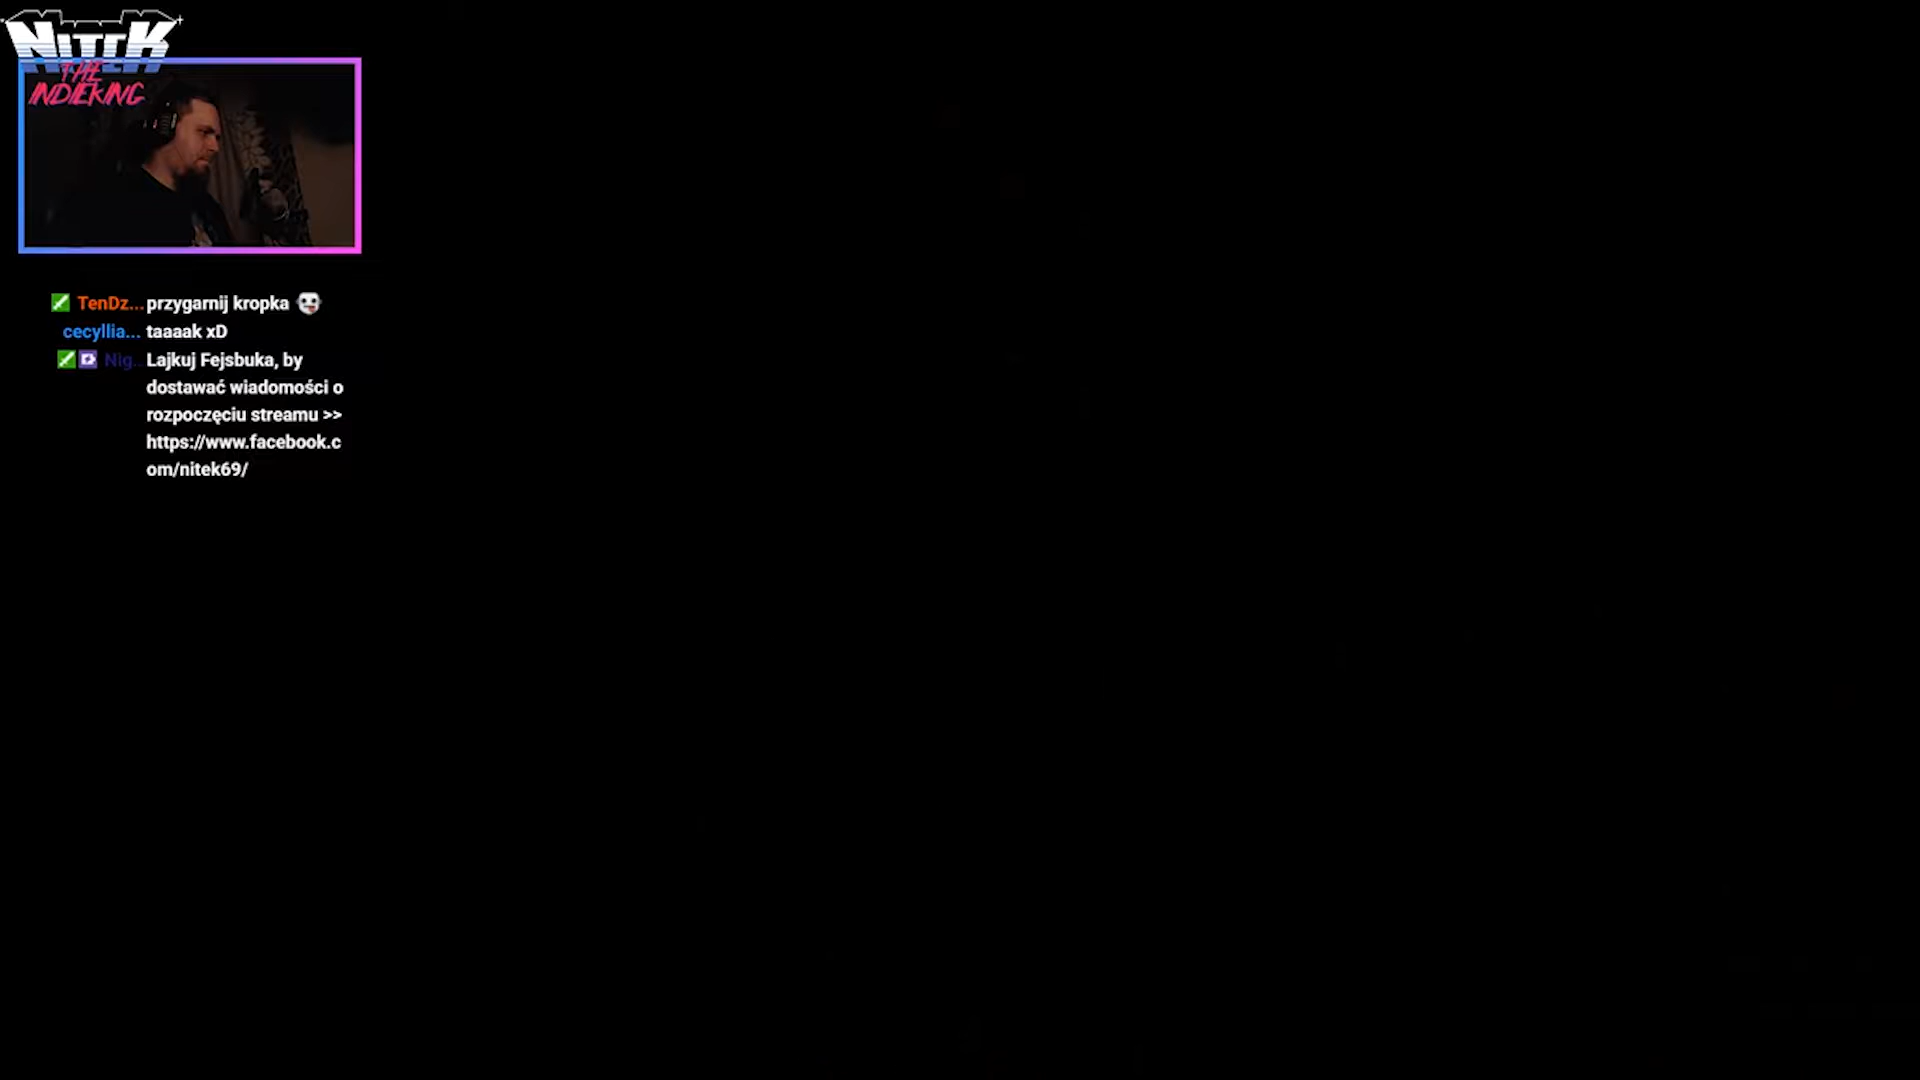 NITEK
THE
INDIEKING
TenDz... przygarnij kropka
cecyllia... taaaak xD
Nig.. Lajkuj Fejsbuka, by
dostawać wiadomości o
rozpoczęciu streamu >>
https://www.facebook.c
om/nitek69/